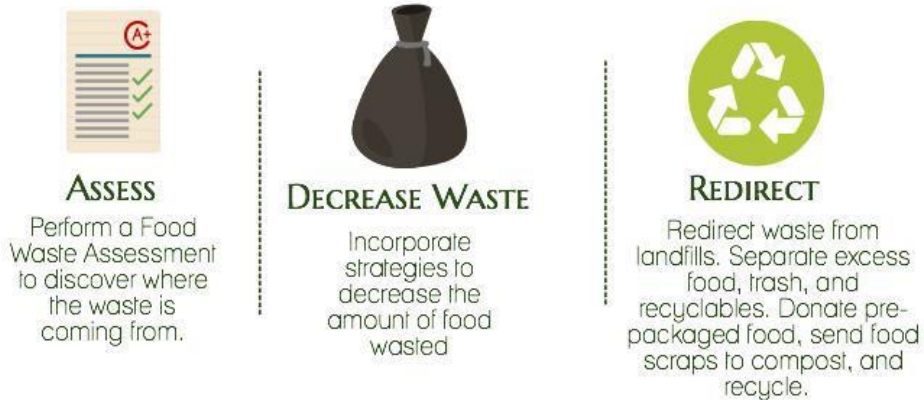 A+
ASSESS
Perform a Food
Waste Assessment
to discover where
the waste is
coming from.
DECREASE WASTE
Incorporate
strategies to
decrease the
amount of food
wasted
REDIRECT
Redirect waste from
landfills. Separate excess
food, trash, and
recyclables. Donate pre-
packaged food, send food
scraps to compost, and
recycle.